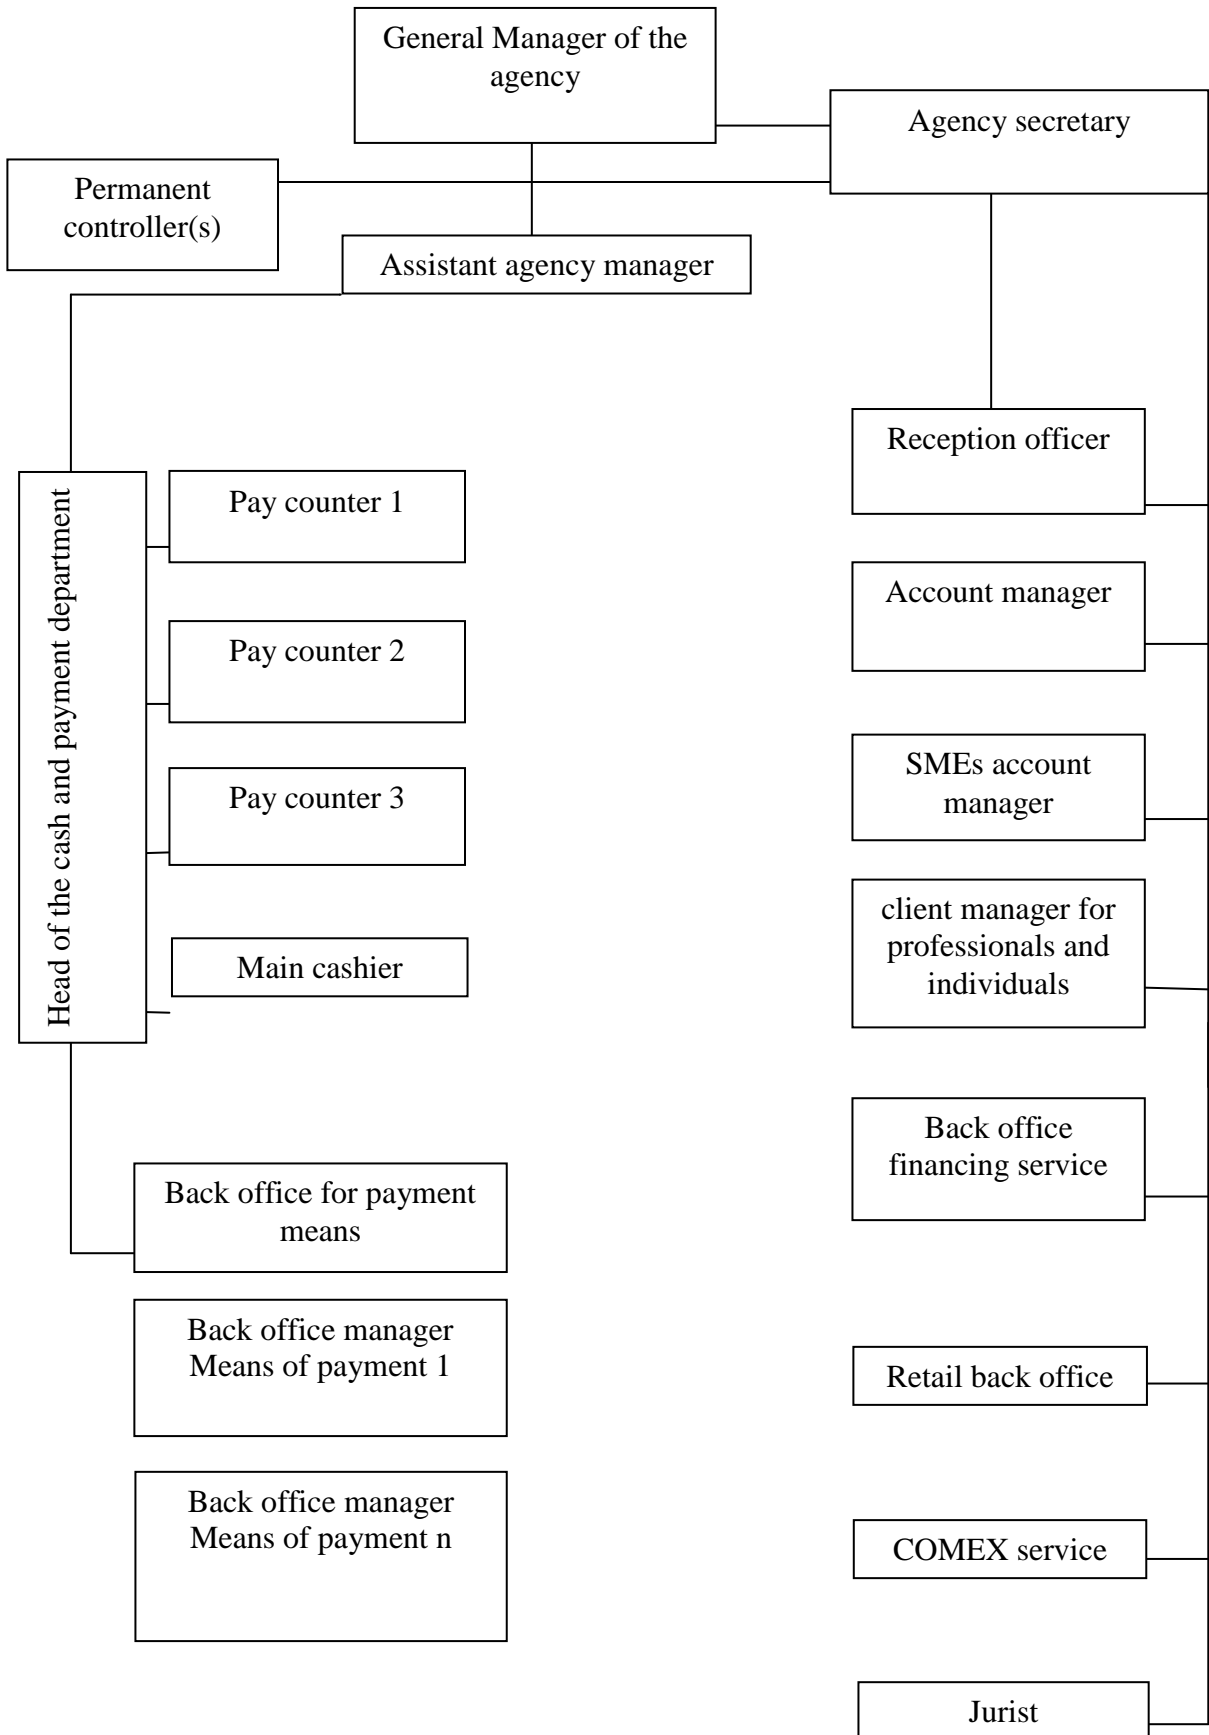 General Manager of the
agency
Agency secretary
Permanent
controller(s)
Assistant agency manager
Reception officer
Head of the cash and payment department
Pay counter 1
Account manager
Pay counter 2
SMEs account
manager
Pay counter 3
client manager for
professionals and
individuals
Main cashier
Back office
financing service
Back office for payment
means
Back office manager
Means of payment 1
Retail back office
Back office manager
Means of payment n
COMEX service
Jurist